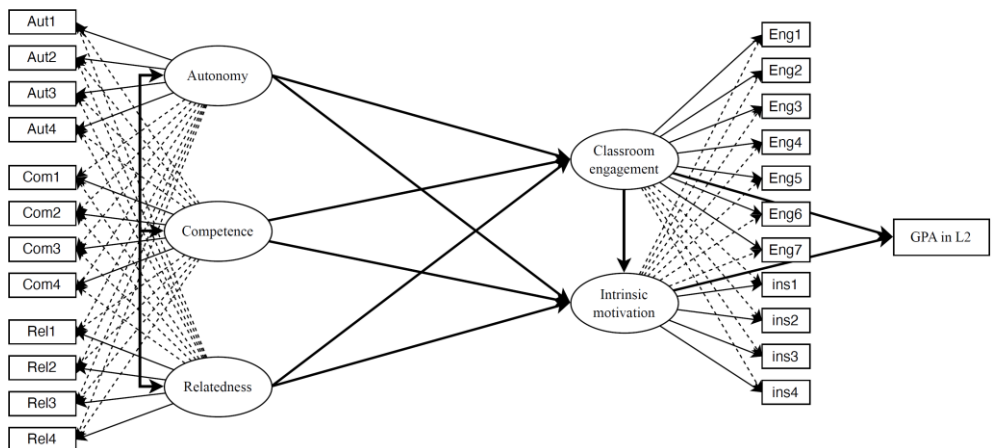 Aut1
Aut2
Aut3
Aut4
Com1
Com2
Com3
Com4
Rel1
Rel2
Rel3
Rel4
Autonomy
Competence
Relatedness
Classroom
engagement
Intrinsic
motivation
Eng1
Eng2
Eng3
Eng4
Eng5
Eng6
Eng7
ins1
ins2
ins3
ins4
GPA in L2